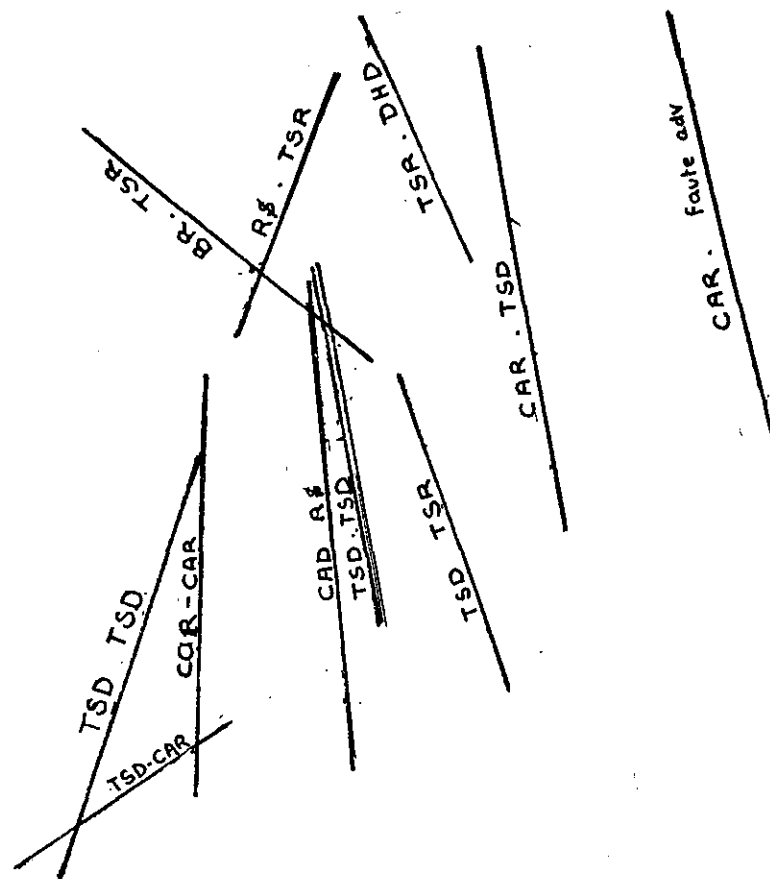 BR. TSR
R$ . TSR
TSR . DHD
CAR . TSD
CAR . Faute adv
TSD TSD
CAR-CAR
TSD-CAR
CAD R$
TSD.TSD
TSD TSR